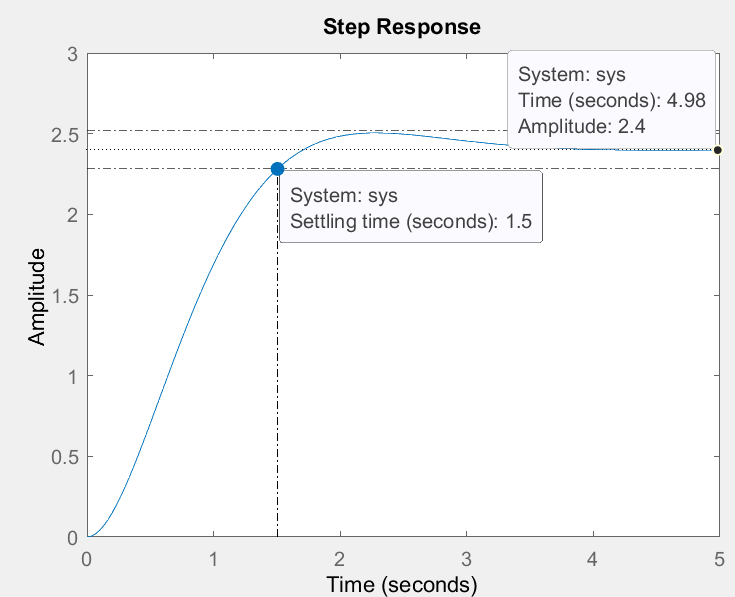 Step Response
System: sys
Time (seconds): 4.98
Amplitude: 2.4
System: sys
Settling time (seconds): 1.5
Amplitude
3
2.5
2
1.5
1
0.5
0
0
1
2
3
4
5
Time (seconds)